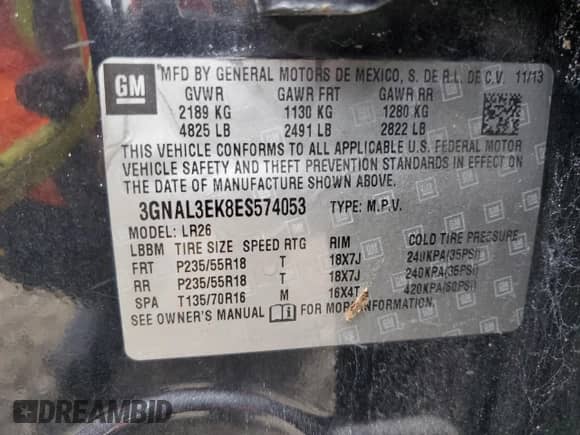 GM
MFD BY GENERAL MOTORS DE MEXICO, S. DE R.L. DE C.V. 11/13
GVWR GAWR FRT GAWR RR
2189 KG 1130 KG 1280 KG
4825 LB 2491 LB 2822 LB
THIS VEHICLE CONFORMS TO ALL APPLICABLE U.S. FEDERAL MOTOR
VEHICLE SAFETY AND THEFT PREVENTION STANDARDS IN EFFECT ON
THE DATE OF MANUFACTURE SHOWN ABOVE.
3GNAL3EK8ES574053 TYPE: M.P.V.
MODEL: LR26
LBBM TIRE SIZE SPEED RTG RIM COLD TIRE PRESSURE
FRT P235/55R18 T 18X7J 240KPA(35PSI)
RR P235/55R18 T 18X7J 240KPA(35PSI)
SPA T135/70R16 M 16X4T 420KPA(60PSI)
SEE OWNER'S MANUAL FOR MORE INFORMATION.
DREAMBID